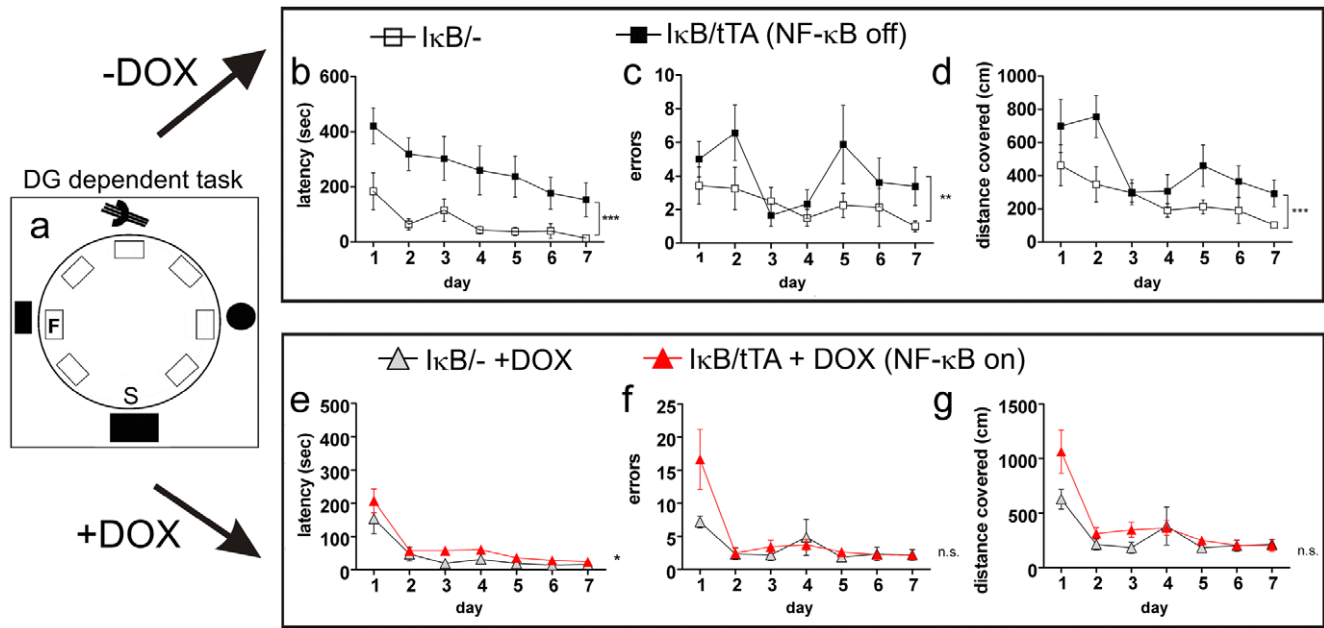 -DOX
DG dependent task
a
F
S
+DOX
IκB/-
IκB/tTA (NF-κB off)
b
latency (sec)
600
400
200
0
1 2 3 4 5 6 7
day
***
c
errors
10
8
6
4
2
0
1 2 3 4 5 6 7
day
**
d
distance covered (cm)
1000
800
600
400
200
0
1 2 3 4 5 6 7
day
***
IκB/- +DOX
IκB/tTA + DOX (NF-κB on)
e
latency (sec)
500
400
300
200
100
0
1 2 3 4 5 6 7
day
*
f
errors
25
20
15
10
5
0
1 2 3 4 5 6 7
day
n.s.
g
distance covered (cm)
1500
1000
500
0
1 2 3 4 5 6 7
day
n.s.